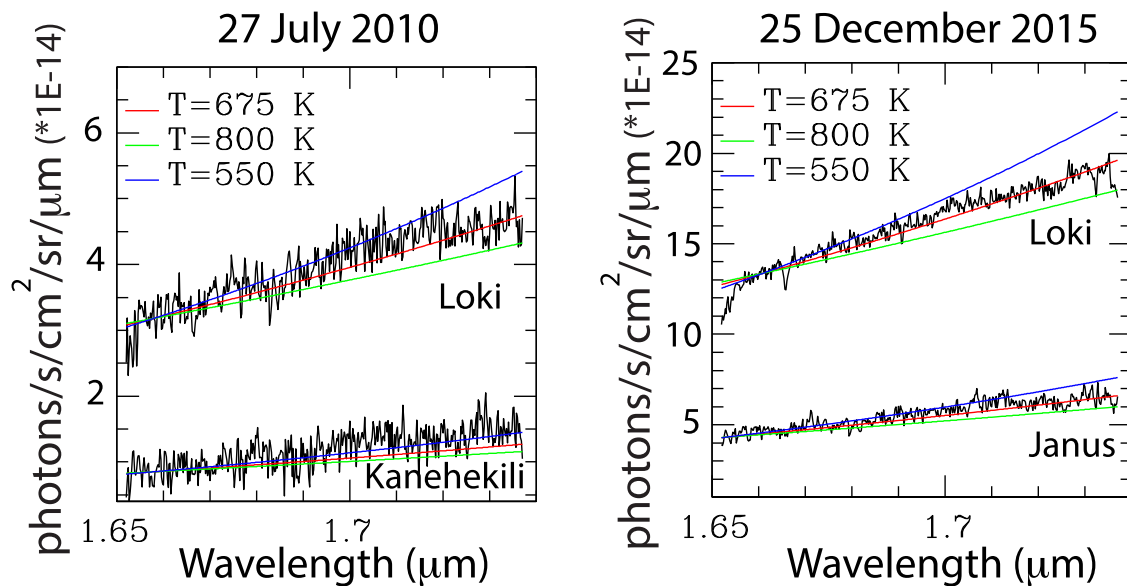 27 July 2010
photons/s/cm²/sr/µm (*1E-14)
6
4
2
T=675 K
T=800 K
T=550 K
Loki
Kanehekili
1.65
1.7
Wavelength (µm)
25 December 2015
photons/s/cm²/sr/µm (*1E-14)
25
20
15
10
5
T=675 K
T=800 K
T=550 K
Loki
Janus
1.65
1.7
Wavelength (µm)